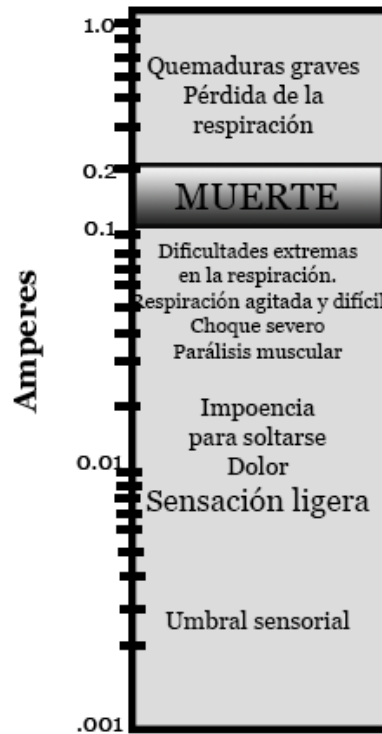 1.0
Quemaduras graves
Pérdida de la
respiración
0.2
MUERTE
0.1
Dificultades extremas
en la respiración.
Respiración agitada y difícil
Choque severo
Parálisis muscular
Amperes
Impoencia
para soltarse
Dolor
0.01
Sensación ligera
Umbral sensorial
.001